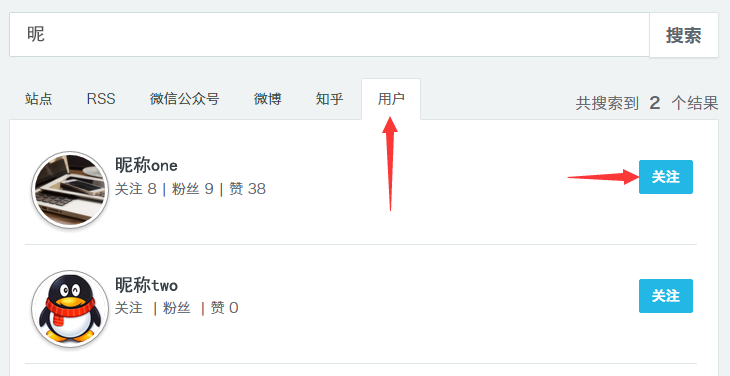 昵 搜索
站点 RSS 微信公众号 微博 知乎 用户 共搜索到 2 个结果
昵称one
关注 8 | 粉丝 9 | 赞 38
关注
昵称two
关注 | 粉丝 | 赞 0
关注